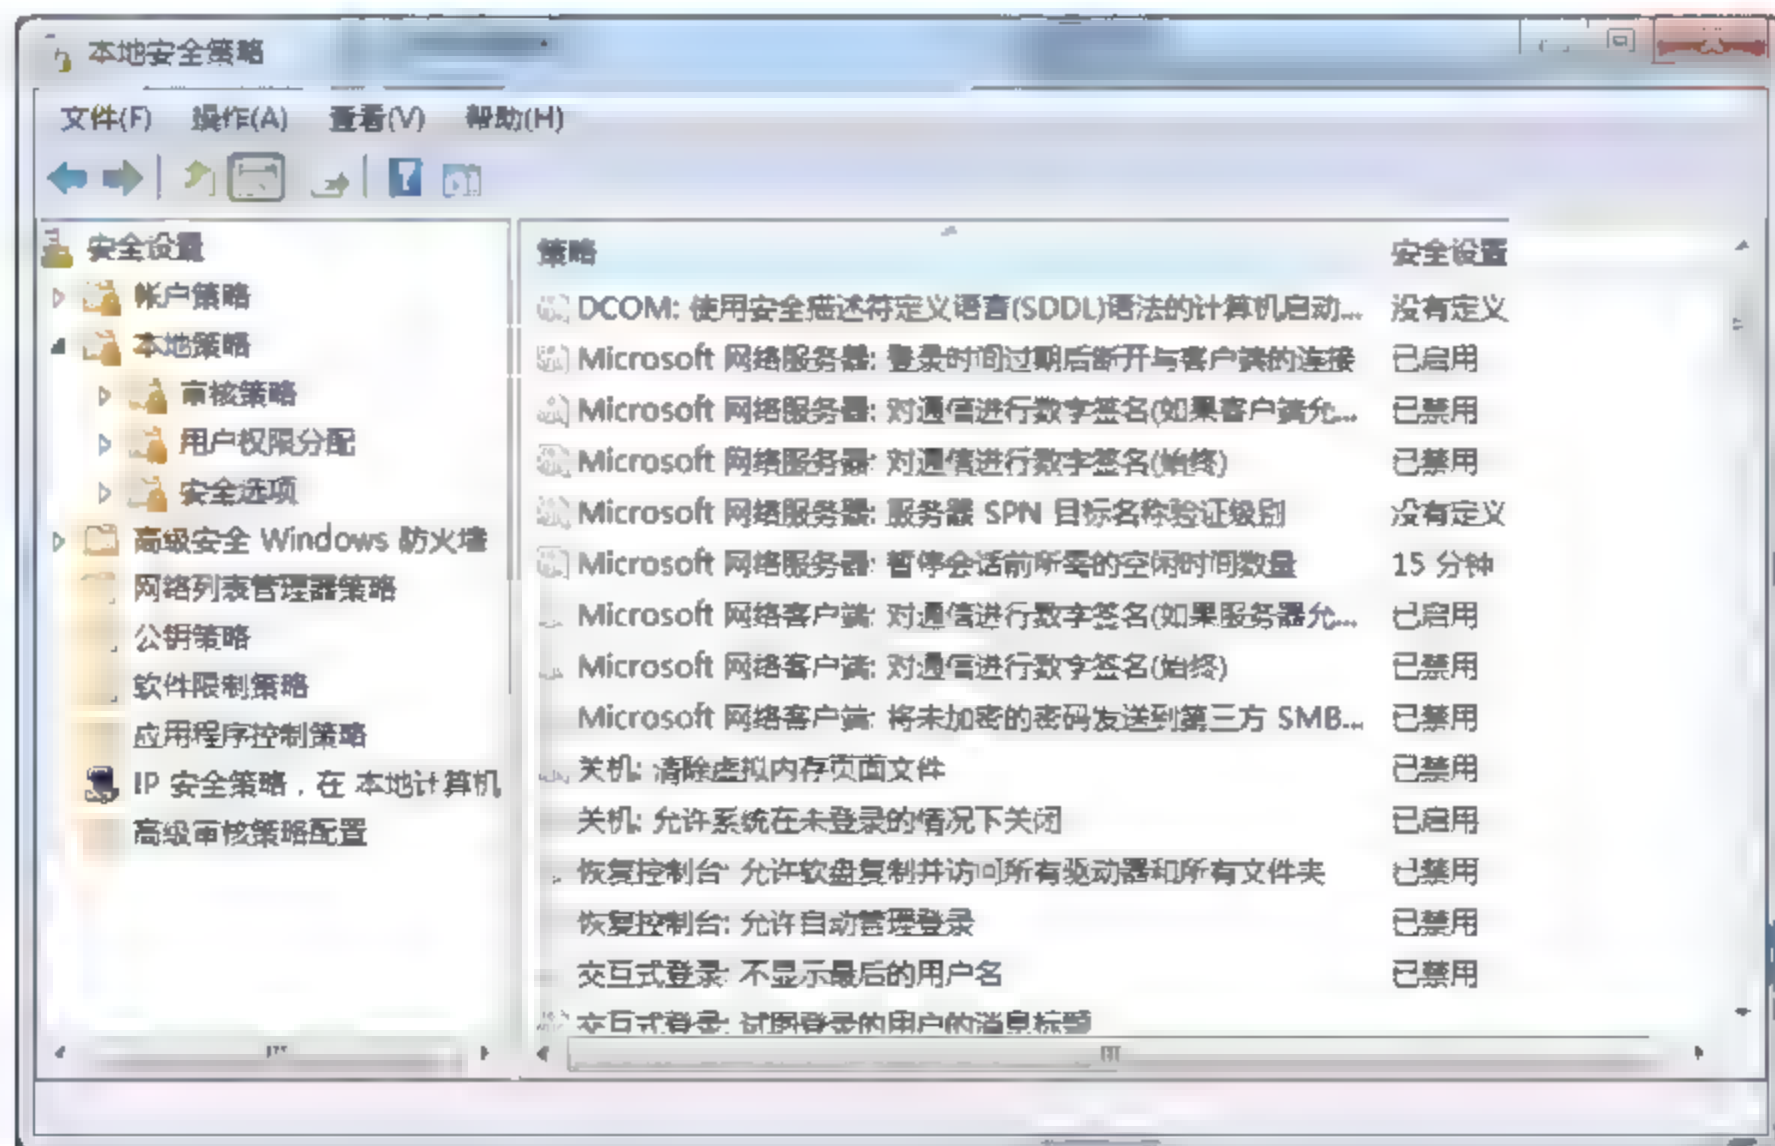 本地安全策略
文件(F) 操作(A) 查看(V) 帮助(H)
安全设置
帐户策略
本地策略
审核策略
用户权限分配
安全选项
高级安全 Windows 防火墙
网络列表管理器策略
公钥策略
软件限制策略
应用程序控制策略
IP 安全策略，在 本地计算机
高级审核策略配置
策略 安全设置
DCOM: 使用安全描述符定义语言(SDDL)语法的计算机启动... 没有定义
Microsoft 网络服务器: 登录时间过期后断开与客户端的连接 已启用
Microsoft 网络服务器: 对通信进行数字签名(如果客户端允... 已禁用
Microsoft 网络服务器: 对通信进行数字签名(始终) 已禁用
Microsoft 网络服务器: 服务器 SPN 目标名称验证级别 没有定义
Microsoft 网络服务器: 暂停会话前所需的空闲时间数量 15 分钟
Microsoft 网络客户端: 对通信进行数字签名(如果服务器允... 已启用
Microsoft 网络客户端: 对通信进行数字签名(始终) 已禁用
Microsoft 网络客户端: 将未加密的密码发送到第三方 SMB... 已禁用
关机: 清除虚拟内存页面文件 已禁用
关机: 允许系统在未登录的情况下关闭 已启用
恢复控制台: 允许软盘复制并访问所有驱动器和所有文件夹 已禁用
恢复控制台: 允许自动管理登录 已禁用
交互式登录: 不显示最后的用户名 已禁用
交互式登录: 试图登录的用户的消息标题